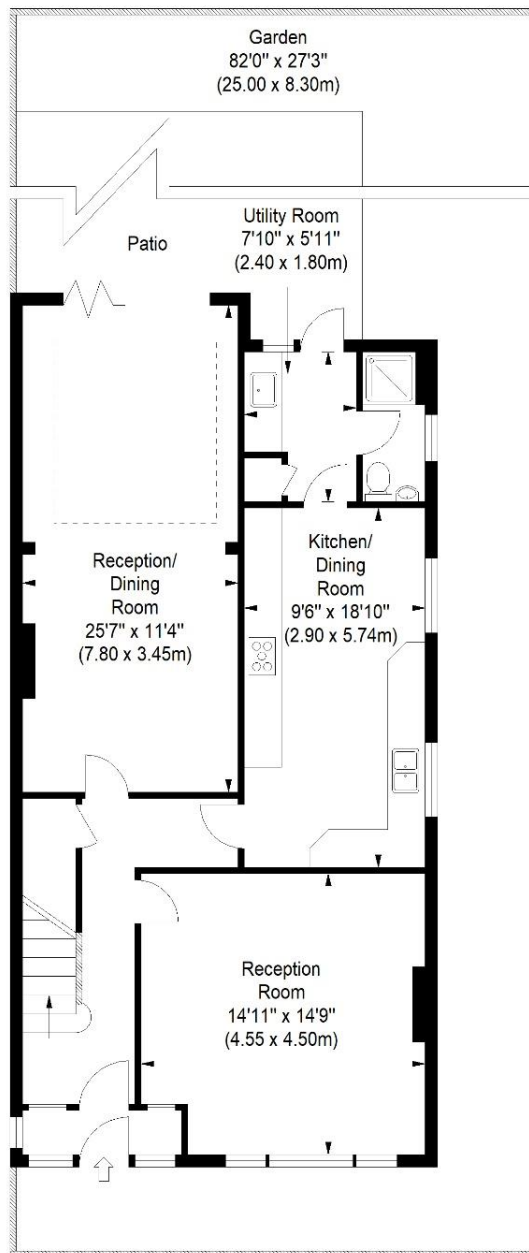 Garden
82'0" x 27'3"
(25.00 x 8.30m)
Utility Room
7'10" x 5'11"
(2.40 x 1.80m)
Patio
Reception/
Dining
Room
25'7" x 11'4"
(7.80 x 3.45m)
Kitchen/
Dining
Room
9'6" x 18'10"
(2.90 x 5.74m)
Reception
Room
14'11" x 14'9"
(4.55 x 4.50m)